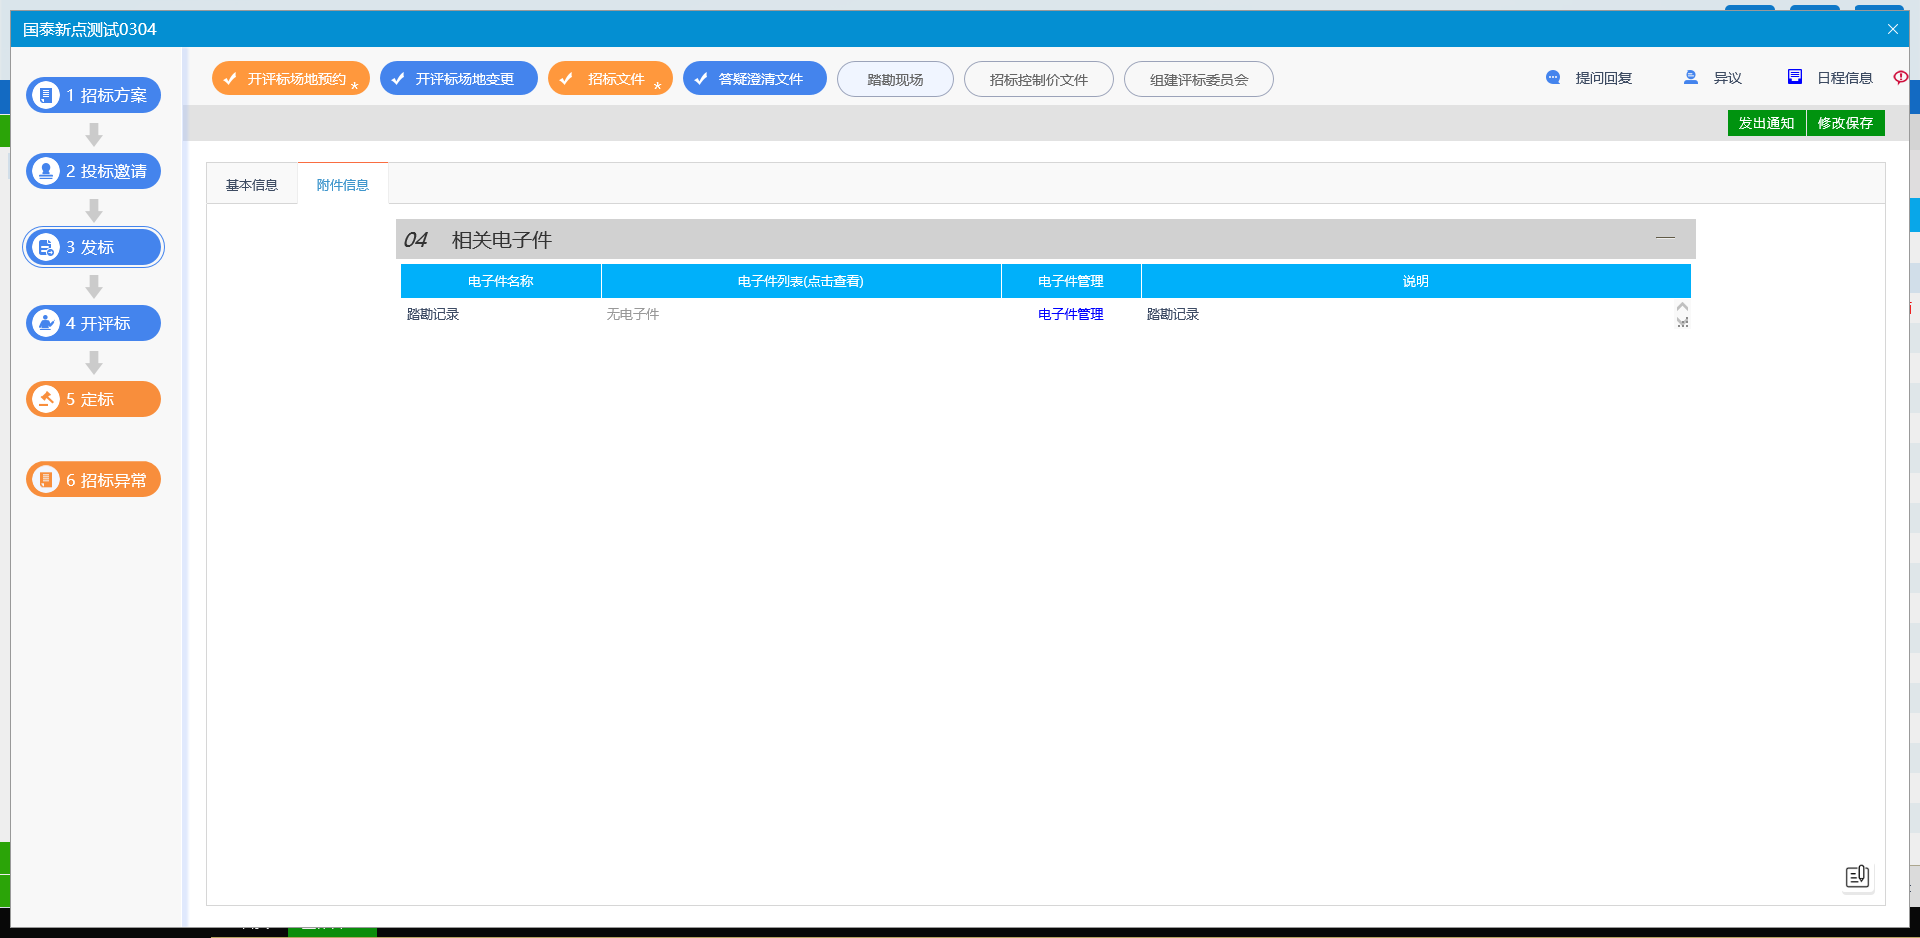 国泰新点测试0304
开评标场地预约 *
开评标场地变更
招标文件 *
答疑澄清文件
踏勘现场
招标控制价文件
组建评标委员会
提问回复
异议
日程信息
发出通知
修改保存
1 招标方案
2 投标邀请
3 发标
4 开评标
5 定标
6 招标异常
基本信息
附件信息
04 相关电子件
电子件名称 电子件列表(点击查看) 电子件管理 说明
踏勘记录 无电子件 电子件管理 踏勘记录